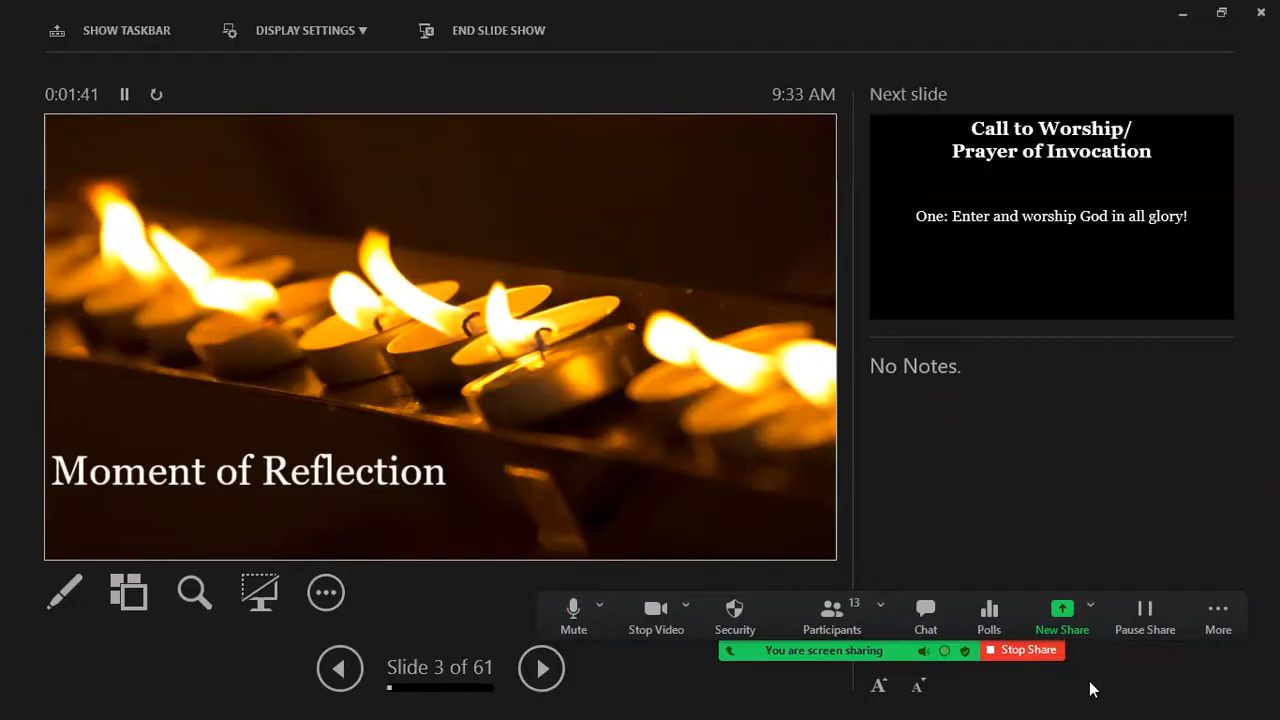 SHOW TASKBAR
DISPLAY SETTINGS ▼
END SLIDE SHOW
0:01:41
9:33 AM
Next slide
Call to Worship/
Prayer of Invocation
One: Enter and worship God in all glory!
No Notes.
Moment of Reflection
13
Mute
Stop Video
Security
Participants
Chat
Polls
New Share
Pause Share
More
You are screen sharing
Stop Share
Slide 3 of 61
A A